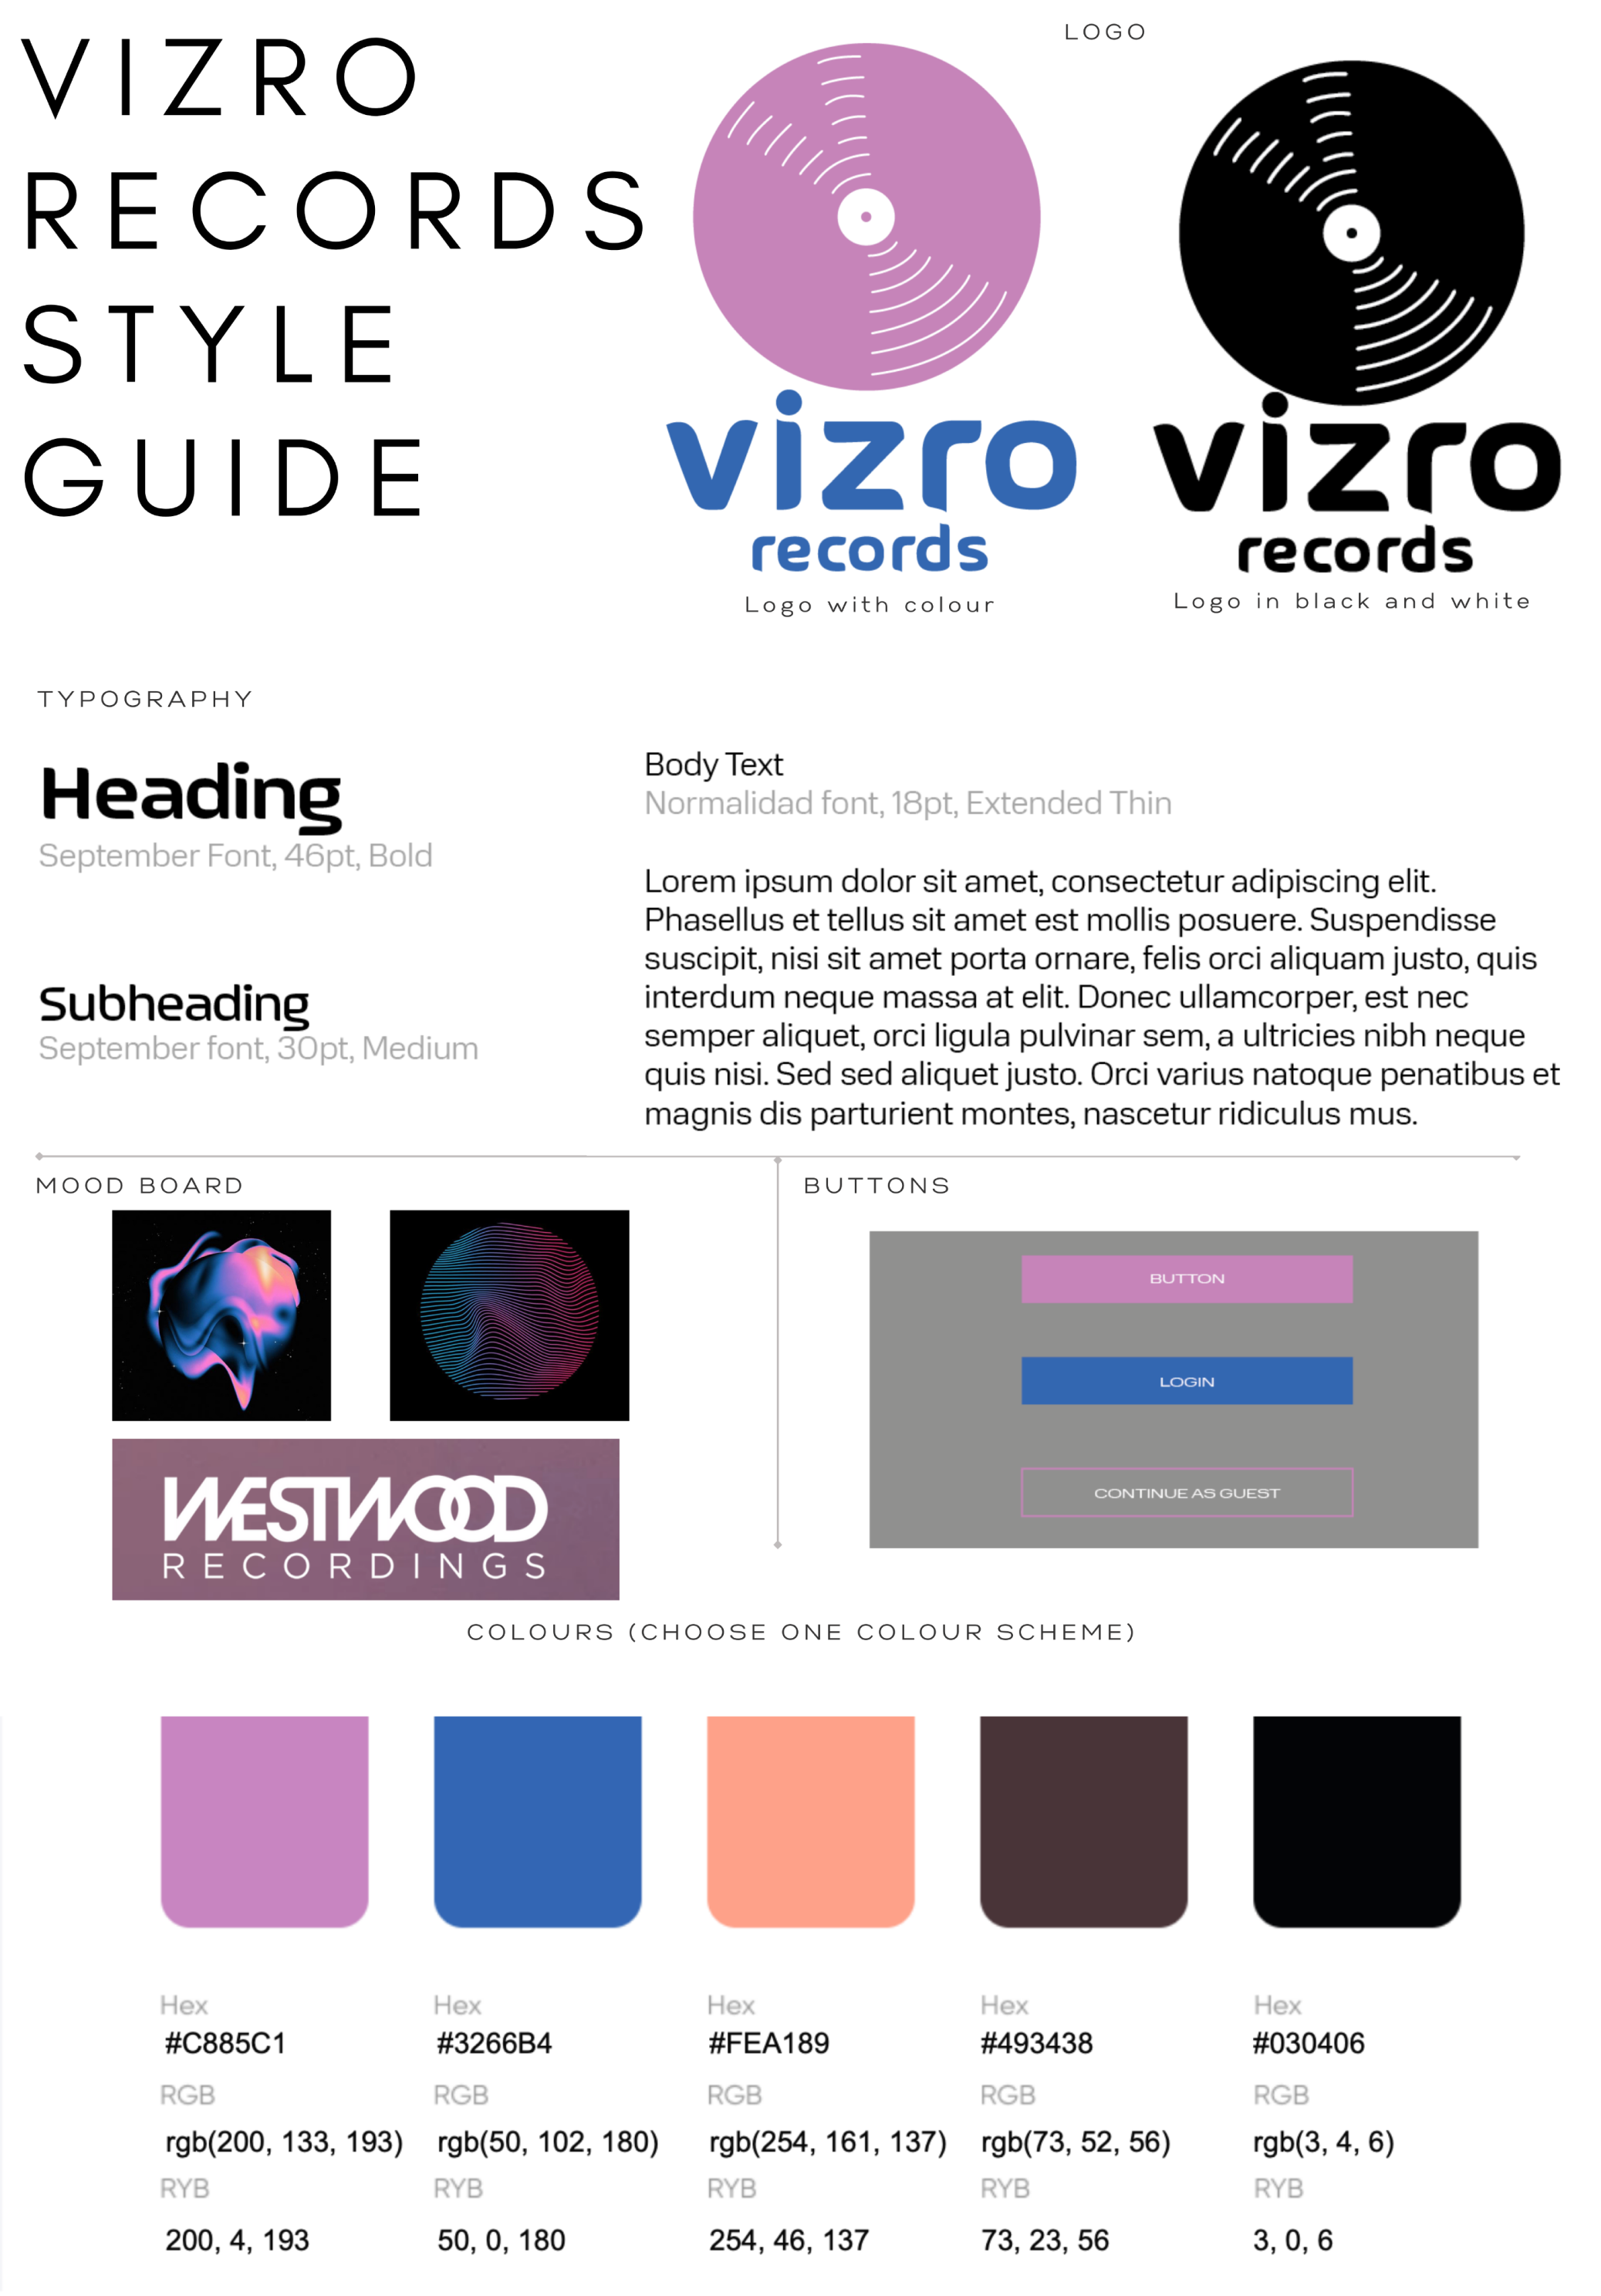 VIZRO
RECORDS
STYLE
GUIDE
LOGO
vizro
records
Logo with colour
vizro
records
Logo in black and white
TYPOGRAPHY
Heading
September Font, 46pt, Bold
Subheading
September font, 30pt, Medium
Body Text
Normalidad font, 18pt, Extended Thin
Lorem ipsum dolor sit amet, consectetur adipiscing elit.
Phasellus et tellus sit amet est mollis posuere. Suspendisse
suscipit, nisi sit amet porta ornare, felis orci aliquam justo, quis
interdum neque massa at elit. Donec ullamcorper, est nec
semper aliquet, orci ligula pulvinar sem, a ultricies nibh neque
quis nisi. Sed sed aliquet justo. Orci varius natoque penatibus et
magnis dis parturient montes, nascetur ridiculus mus.
MOOD BOARD
WESTWOOD
RECORDINGS
BUTTONS
BUTTON
LOGIN
CONTINUE AS GUEST
COLOURS (CHOOSE ONE COLOUR SCHEME)
Hex
#C885C1
RGB
rgb(200, 133, 193)
RYB
200, 4, 193
Hex
#3266B4
RGB
rgb(50, 102, 180)
RYB
50, 0, 180
Hex
#FEA189
RGB
rgb(254, 161, 137)
RYB
254, 46, 137
Hex
#493438
RGB
rgb(73, 52, 56)
RYB
73, 23, 56
Hex
#030406
RGB
rgb(3, 4, 6)
RYB
3, 0, 6